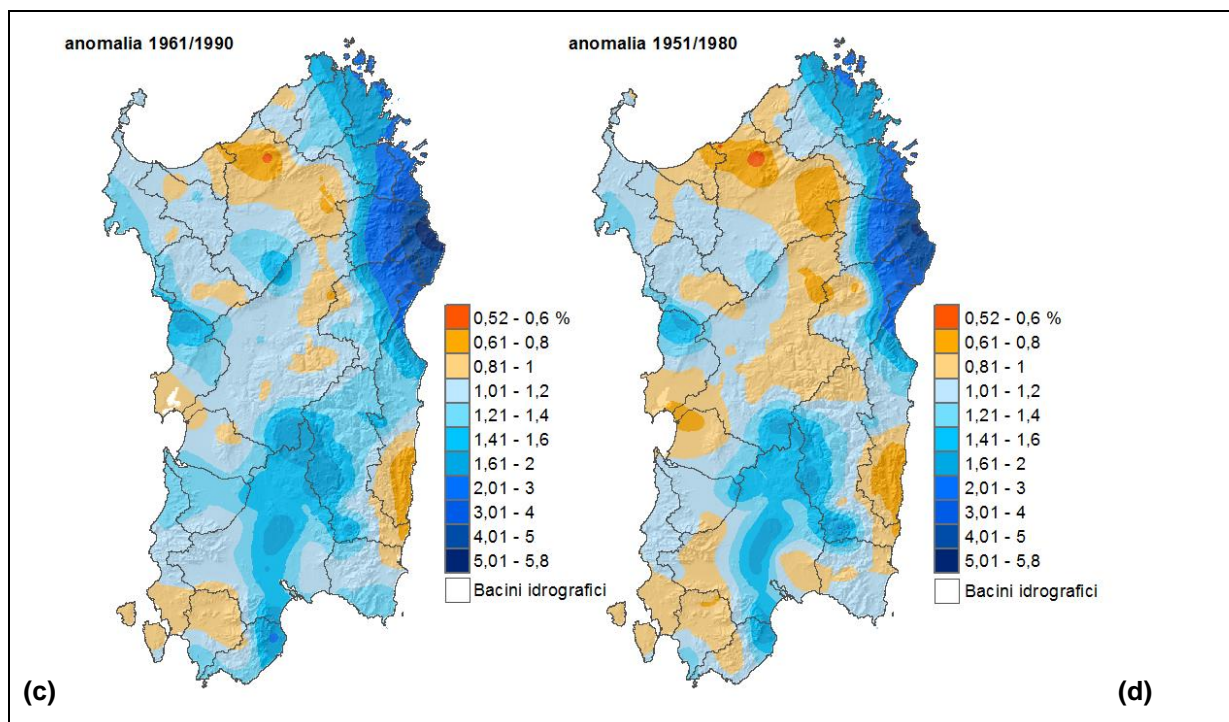 anomalia 1961/1990
0,52 - 0,6 %
0,61 - 0,8
0,81 - 1
1,01 - 1,2
1,21 - 1,4
1,41 - 1,6
1,61 - 2
2,01 - 3
3,01 - 4
4,01 - 5
5,01 - 5,8
Bacini idrografici
(c)
anomalia 1951/1980
0,52 - 0,6 %
0,61 - 0,8
0,81 - 1
1,01 - 1,2
1,21 - 1,4
1,41 - 1,6
1,61 - 2
2,01 - 3
3,01 - 4
4,01 - 5
5,01 - 5,8
Bacini idrografici
(d)